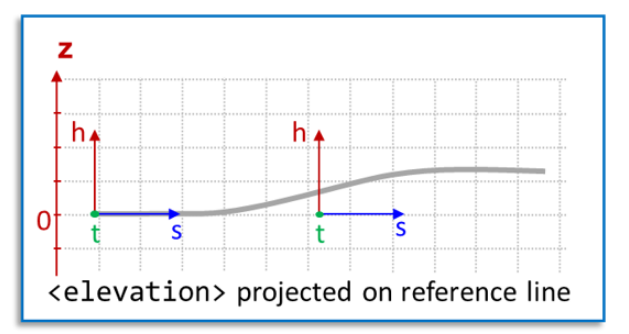 z
h
h
0
t
s
t
s
<elevation> projected on reference line